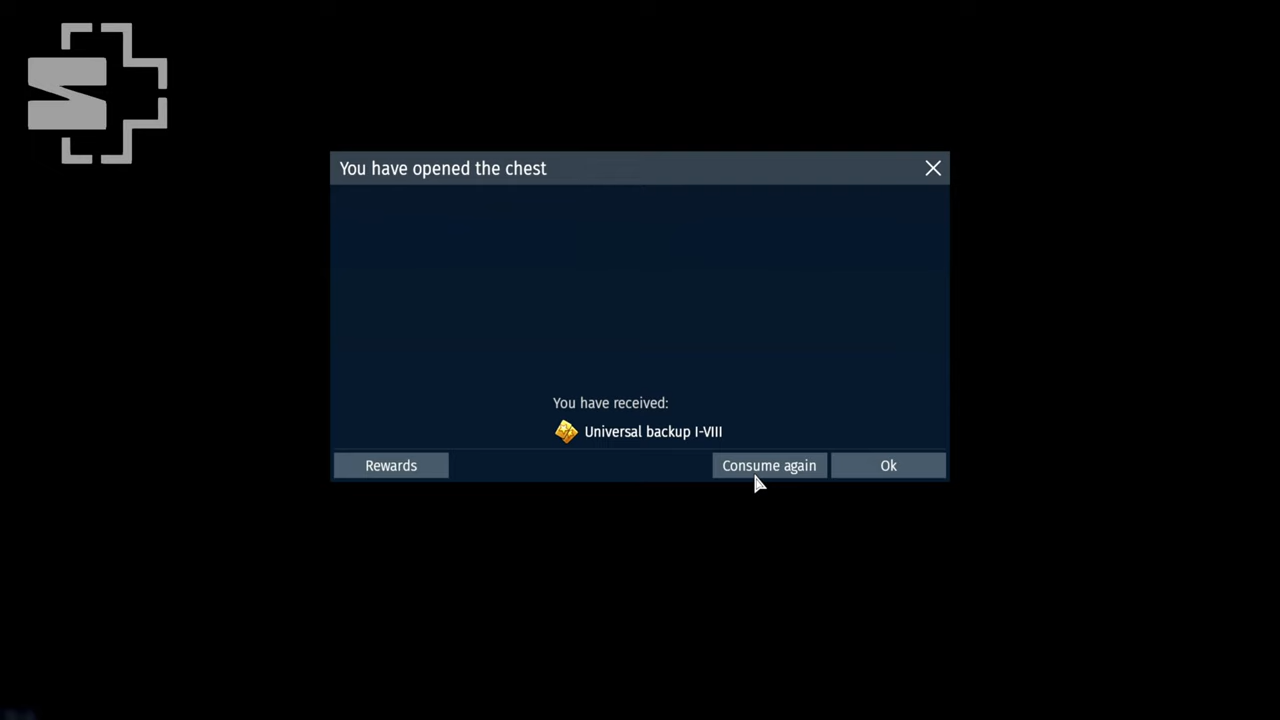 You have opened the chest
You have received:
Universal backup I-VIII
Rewards
Consume again
Ok